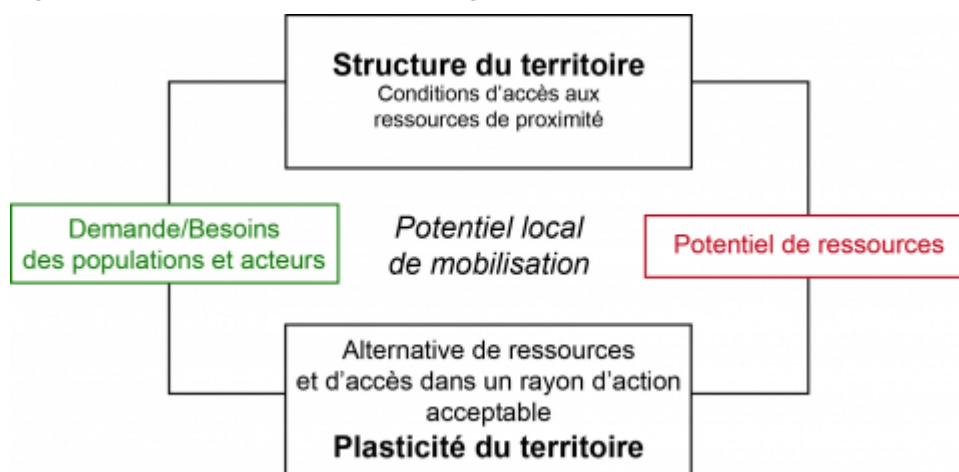 Structure du territoire
Conditions d'accès aux
ressources de proximité
Demande/Besoins
des populations et acteurs
Potentiel local
de mobilisation
Potentiel de ressources
Alternative de ressources
et d'accès dans un rayon d'action
acceptable
Plasticité du territoire